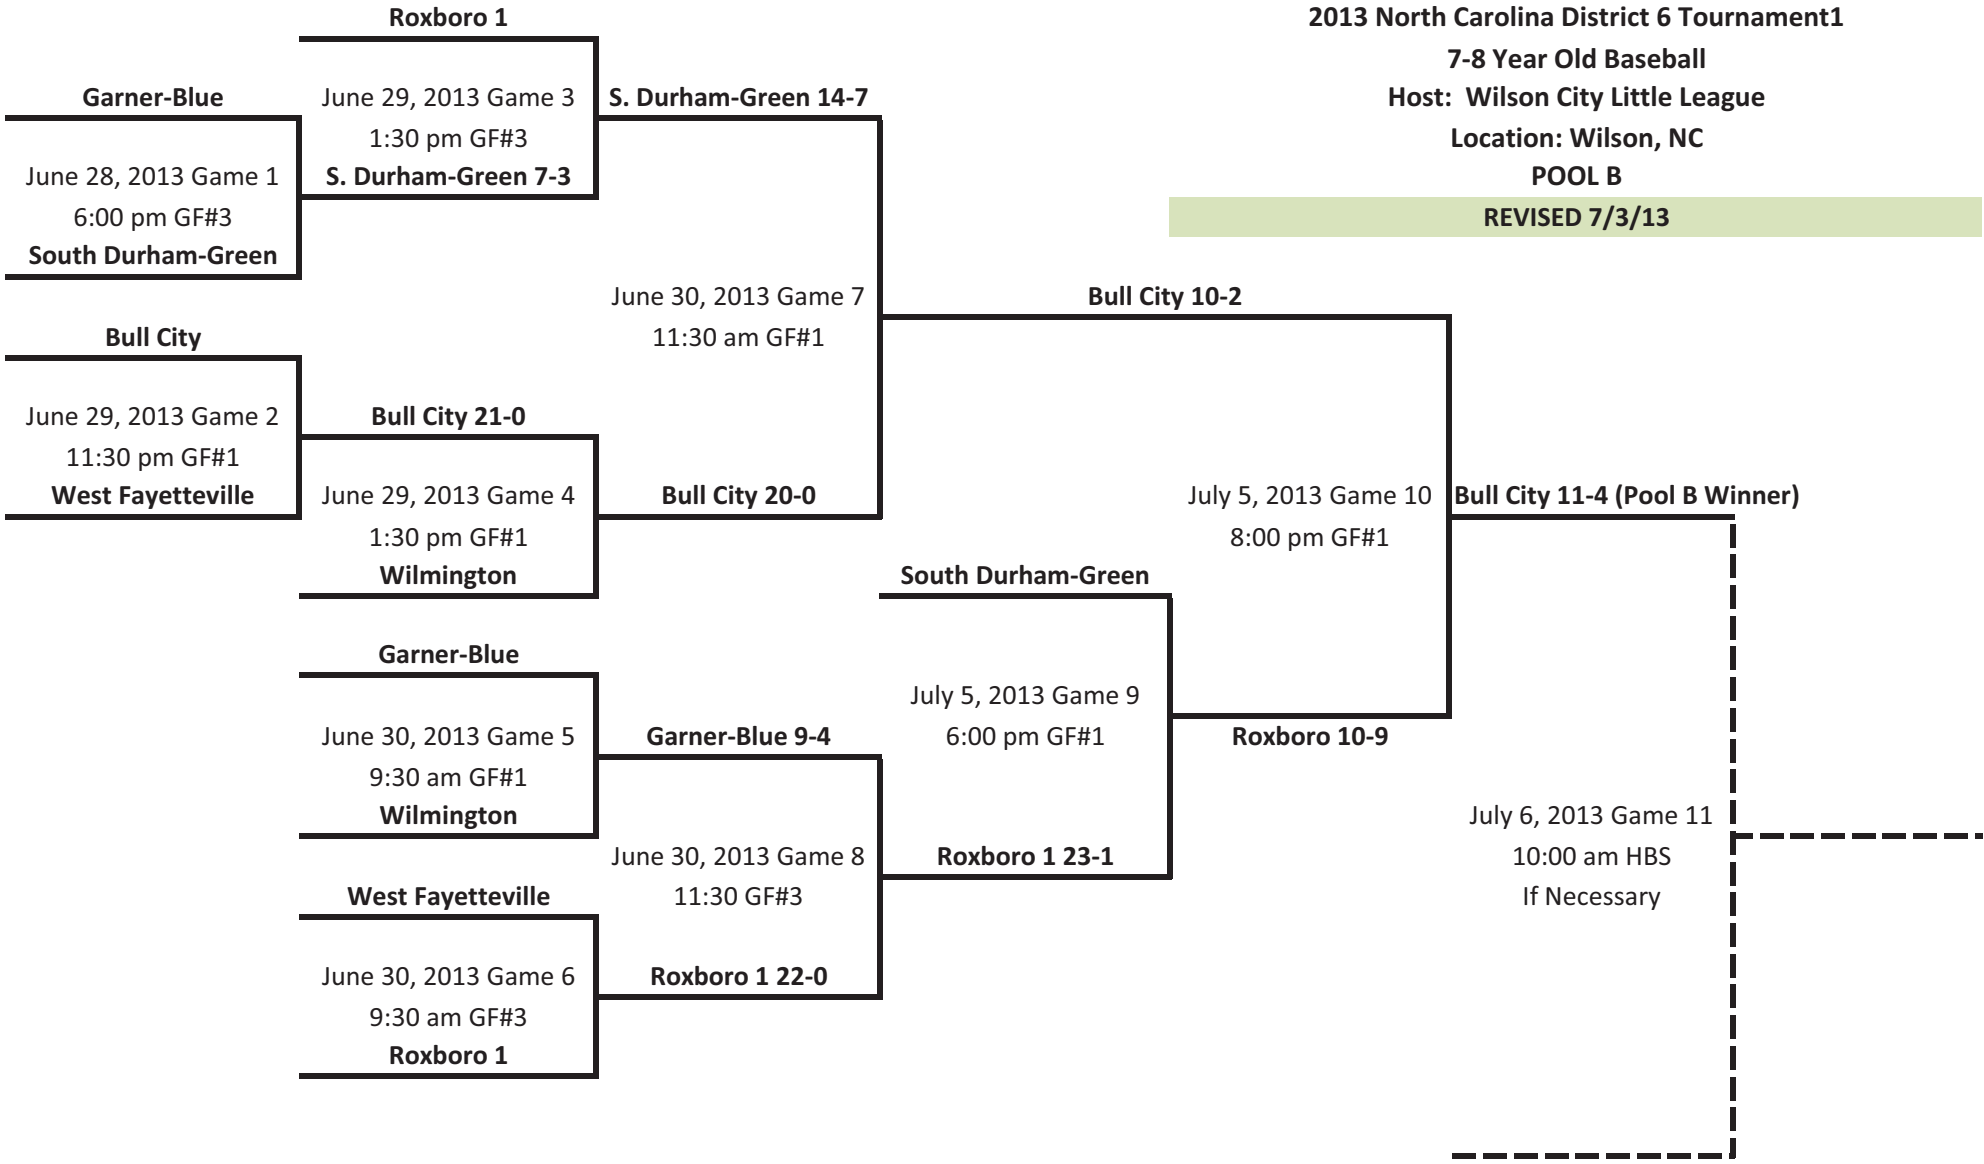 2013 North Carolina District 6 Tournament1
7-8 Year Old Baseball
Host:  Wilson City Little League
Location: Wilson, NC
POOL B
REVISED 7/3/13
Roxboro 1
Garner-Blue
June 29, 2013 Game 3
1:30 pm GF#3
S. Durham-Green 14-7
June 28, 2013 Game 1
6:00 pm GF#3
S. Durham-Green 7-3
South Durham-Green
June 30, 2013 Game 7
11:30 am GF#1
Bull City 10-2
Bull City
June 29, 2013 Game 2
11:30 pm GF#1
West Fayetteville
Bull City 21-0
June 29, 2013 Game 4
1:30 pm GF#1
Wilmington
Bull City 20-0
July 5, 2013 Game 10
8:00 pm GF#1
Bull City 11-4 (Pool B Winner)
South Durham-Green
Garner-Blue
June 30, 2013 Game 5
9:30 am GF#1
Wilmington
Garner-Blue 9-4
July 5, 2013 Game 9
6:00 pm GF#1
Roxboro 10-9
June 30, 2013 Game 8
11:30 GF#3
Roxboro 1 23-1
July 6, 2013 Game 11
10:00 am HBS
If Necessary
West Fayetteville
June 30, 2013 Game 6
9:30 am GF#3
Roxboro 1
Roxboro 1 22-0